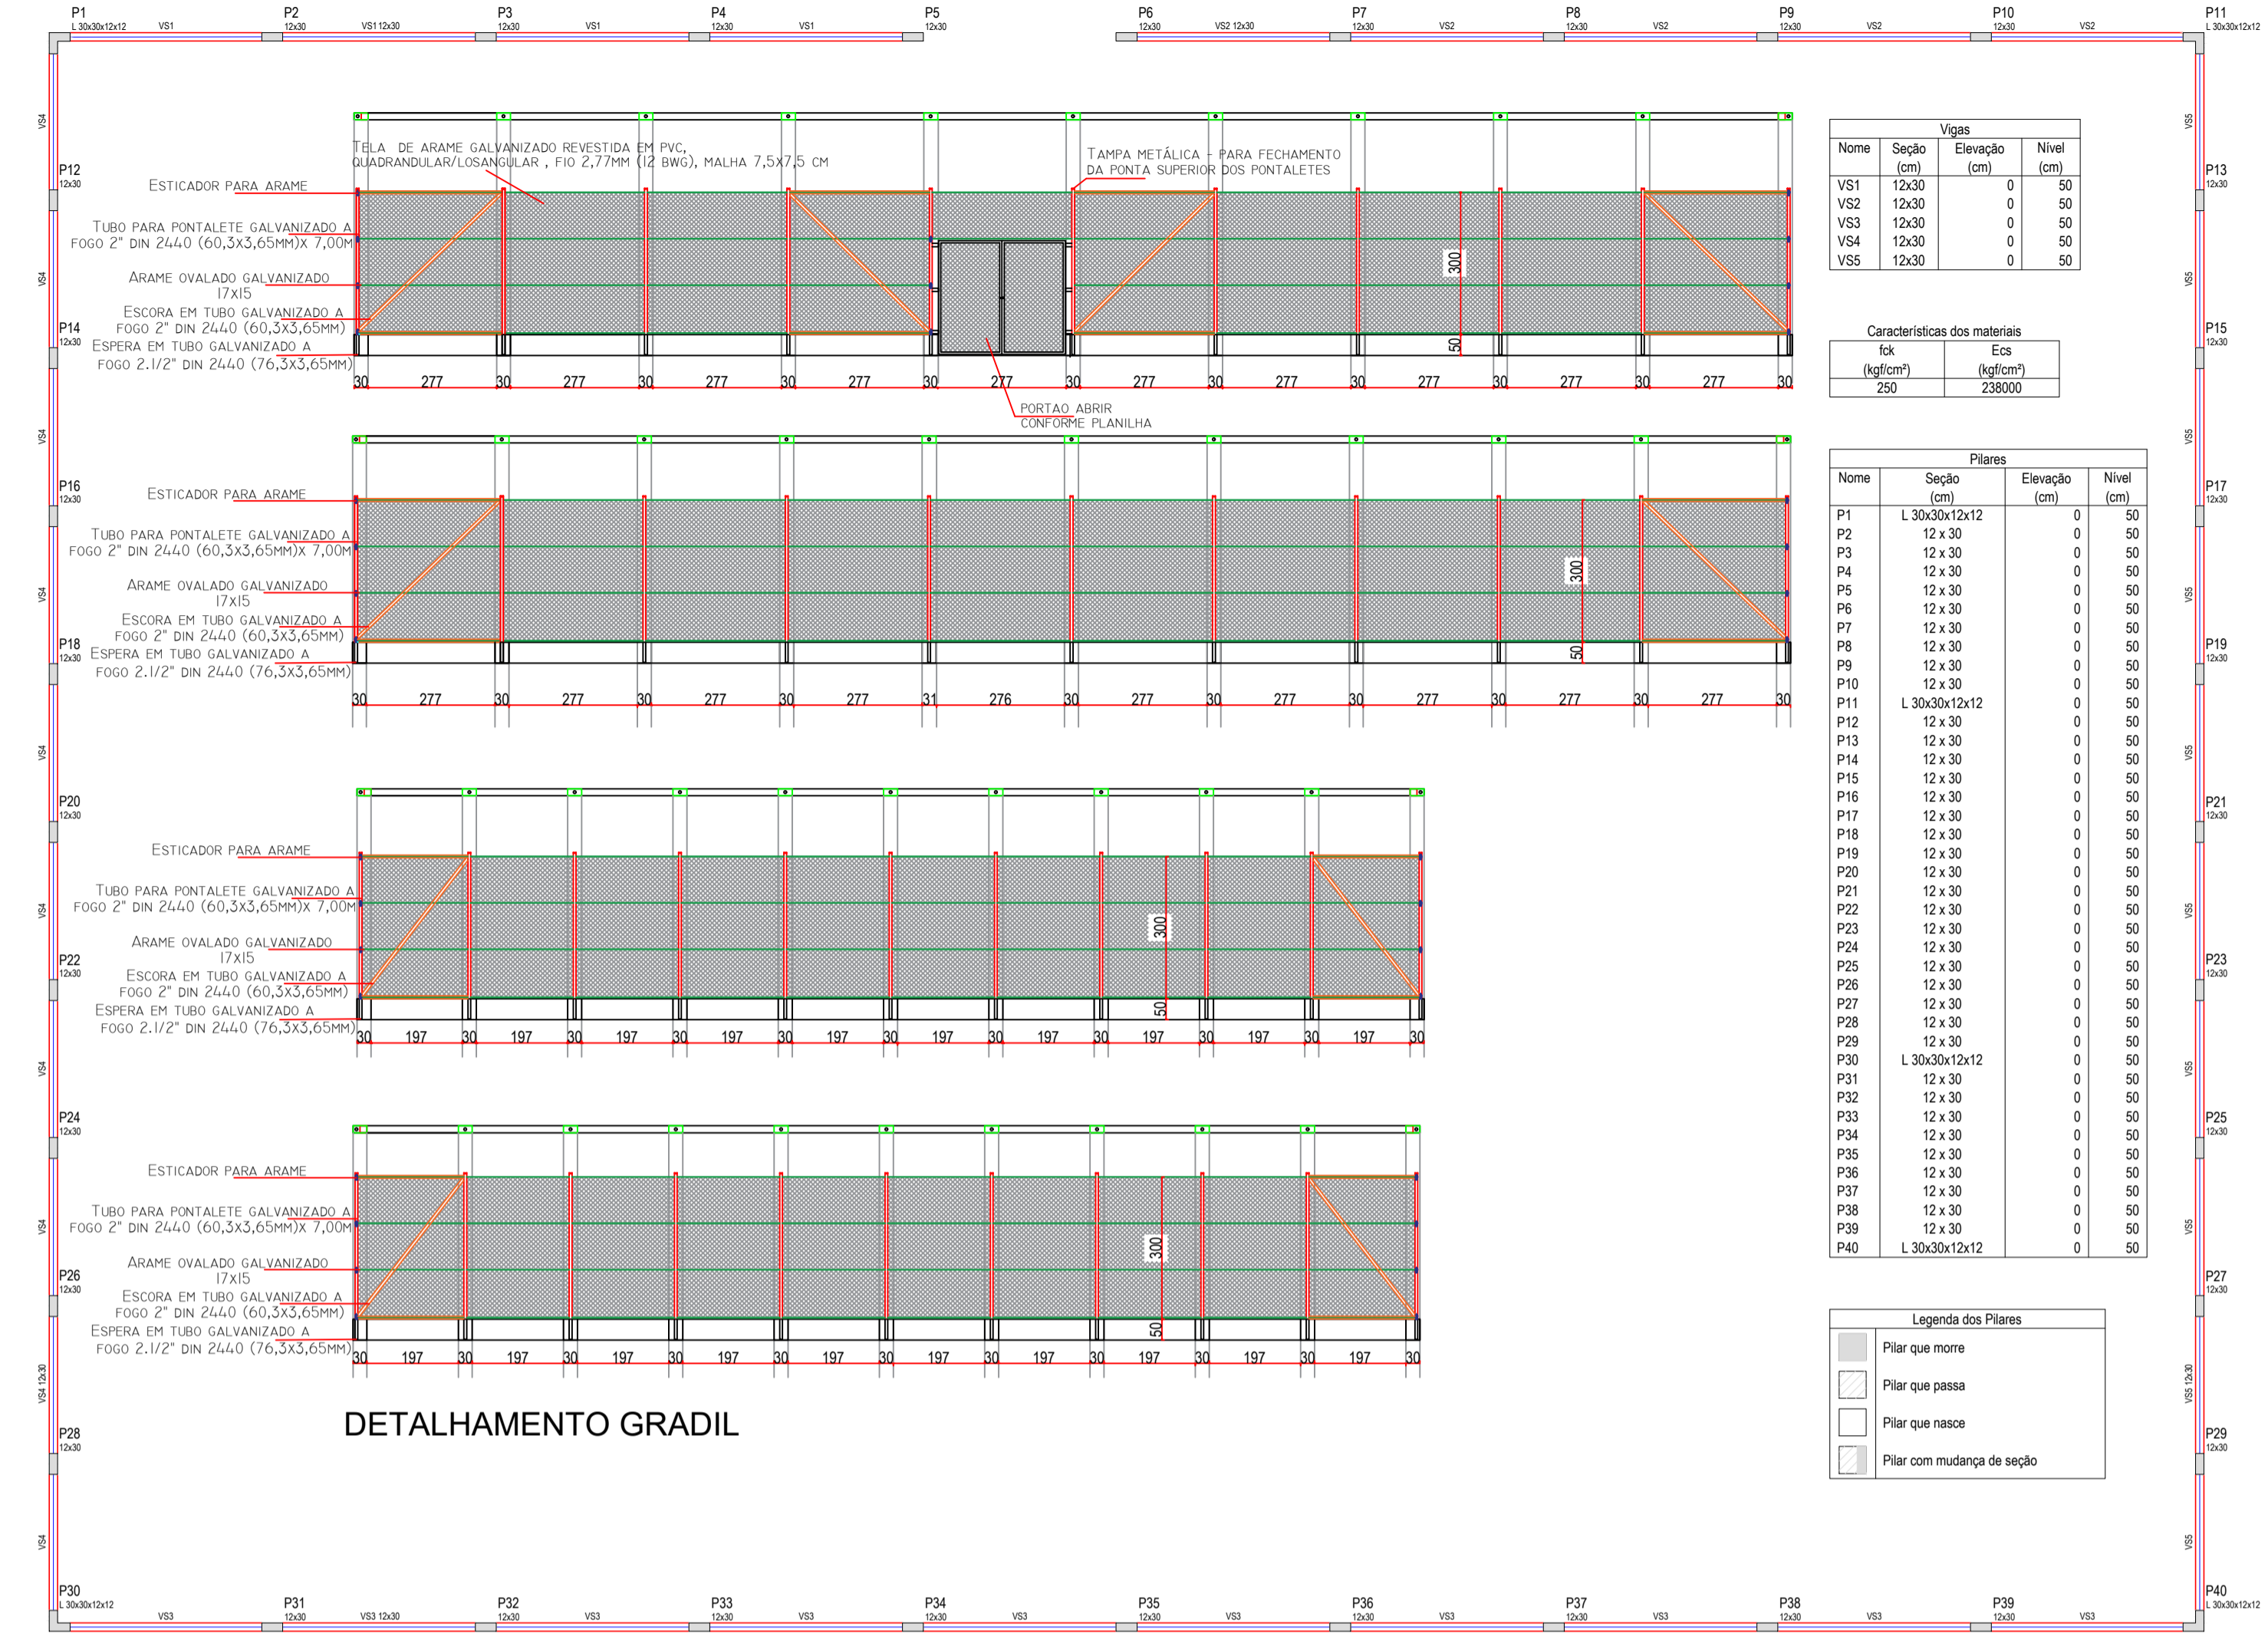 P1
L 30x30x12x12
VS1
P2
12x30
VS1 12x30
P3
12x30
VS1
P4
12x30
VS1
P5
12x30
P6
12x30
VS2 12x30
P7
12x30
VS2
P8
12x30
VS2
P9
12x30
VS2
P10
12x30
VS2
P11
L 30x30x12x12
VS4
P12
12x30
VS4
P14
12x30
VS4
P16
12x30
VS4
P18
12x30
VS4
P20
12x30
VS4
P22
12x30
VS4
P24
12x30
VS4
P26
12x30
VS4 12x30
P28
12x30
VS4
P30
L 30x30x12x12
TELA DE ARAME GALVANIZADO REVESTIDA EM PVC,
QUADRANDULAR/LOSANGULAR , FIO 2,77MM (12 BWG), MALHA 7,5X7,5 CM
TAMPA METÁLICA - PARA FECHAMENTO
DA PONTA SUPERIOR DOS PONTALETES
ESTICADOR PARA ARAME
TUBO PARA PONTALETE GALVANIZADO A
FOGO 2" DIN 2440 (60,3X3,65MM)X 7,00M
ARAME OVALADO GALVANIZADO
17X15
ESCORA EM TUBO GALVANIZADO A
FOGO 2" DIN 2440 (60,3X3,65MM)
ESPERA EM TUBO GALVANIZADO A
FOGO 2.1/2" DIN 2440 (76,3X3,65MM)
300
50
30 277 30 277 30 277 30 277 30 277 30 277 30 277 30 277 30 277 30 277 30
PORTAO ABRIR
CONFORME PLANILHA
ESTICADOR PARA ARAME
TUBO PARA PONTALETE GALVANIZADO A
FOGO 2" DIN 2440 (60,3X3,65MM)X 7,00M
ARAME OVALADO GALVANIZADO
17X15
ESCORA EM TUBO GALVANIZADO A
FOGO 2" DIN 2440 (60,3X3,65MM)
ESPERA EM TUBO GALVANIZADO A
FOGO 2.1/2" DIN 2440 (76,3X3,65MM)
300
50
30 277 30 277 30 277 30 277 31 276 30 277 30 277 30 277 30 277 30 277 30
ESTICADOR PARA ARAME
TUBO PARA PONTALETE GALVANIZADO A
FOGO 2" DIN 2440 (60,3X3,65MM)X 7,00M
ARAME OVALADO GALVANIZADO
17X15
ESCORA EM TUBO GALVANIZADO A
FOGO 2" DIN 2440 (60,3X3,65MM)
ESPERA EM TUBO GALVANIZADO A
FOGO 2.1/2" DIN 2440 (76,3X3,65MM)
300
50
30 197 30 197 30 197 30 197 30 197 30 197 30 197 30 197 30 197 30 197 30
ESTICADOR PARA ARAME
TUBO PARA PONTALETE GALVANIZADO A
FOGO 2" DIN 2440 (60,3X3,65MM)X 7,00M
ARAME OVALADO GALVANIZADO
17X15
ESCORA EM TUBO GALVANIZADO A
FOGO 2" DIN 2440 (60,3X3,65MM)
ESPERA EM TUBO GALVANIZADO A
FOGO 2.1/2" DIN 2440 (76,3X3,65MM)
300
50
30 197 30 197 30 197 30 197 30 197 30 197 30 197 30 197 30 197 30 197 30
DETALHAMENTO GRADIL
Vigas
Nome Seção Elevação Nível
(cm) (cm) (cm)
VS1 12x30 0 50
VS2 12x30 0 50
VS3 12x30 0 50
VS4 12x30 0 50
VS5 12x30 0 50
Características dos materiais
fck Ecs
(kgf/cm²) (kgf/cm²)
250 238000
Pilares
Nome Seção Elevação Nível
(cm) (cm) (cm)
P1 L 30x30x12x12 0 50
P2 12 x 30 0 50
P3 12 x 30 0 50
P4 12 x 30 0 50
P5 12 x 30 0 50
P6 12 x 30 0 50
P7 12 x 30 0 50
P8 12 x 30 0 50
P9 12 x 30 0 50
P10 12 x 30 0 50
P11 L 30x30x12x12 0 50
P12 12 x 30 0 50
P13 12 x 30 0 50
P14 12 x 30 0 50
P15 12 x 30 0 50
P16 12 x 30 0 50
P17 12 x 30 0 50
P18 12 x 30 0 50
P19 12 x 30 0 50
P20 12 x 30 0 50
P21 12 x 30 0 50
P22 12 x 30 0 50
P23 12 x 30 0 50
P24 12 x 30 0 50
P25 12 x 30 0 50
P26 12 x 30 0 50
P27 12 x 30 0 50
P28 12 x 30 0 50
P29 12 x 30 0 50
P30 L 30x30x12x12 0 50
P31 12 x 30 0 50
P32 12 x 30 0 50
P33 12 x 30 0 50
P34 12 x 30 0 50
P35 12 x 30 0 50
P36 12 x 30 0 50
P37 12 x 30 0 50
P38 12 x 30 0 50
P39 12 x 30 0 50
P40 L 30x30x12x12 0 50
Legenda dos Pilares
Pilar que morre
Pilar que passa
Pilar que nasce
Pilar com mudança de seção
VS5
P13
12x30
VS5
P15
12x30
VS5
P17
12x30
VS5
P19
12x30
VS5
P21
12x30
VS5
P23
12x30
VS5
P25
12x30
VS5
P27
12x30
VS5 12x30
P29
12x30
VS5
P40
L 30x30x12x12
VS3
P31
12x30
VS3 12x30
P32
12x30
VS3
P33
12x30
VS3
P34
12x30
VS3
P35
12x30
VS3
P36
12x30
VS3
P37
12x30
VS3
P38
12x30
VS3
P39
12x30
VS3